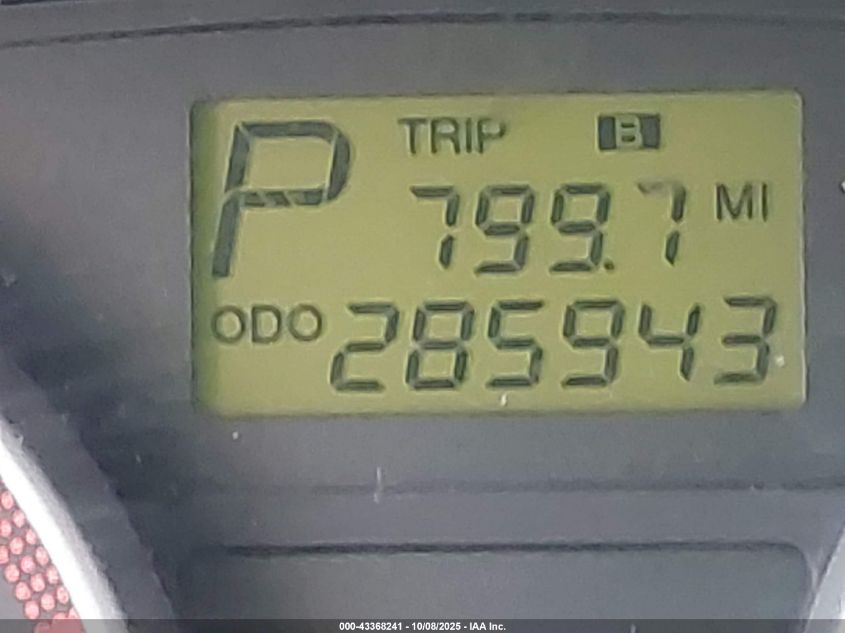 P
TRIP B
799.7 MI
ODO 285943
000-43368241 - 10/08/2025 - IAA Inc.